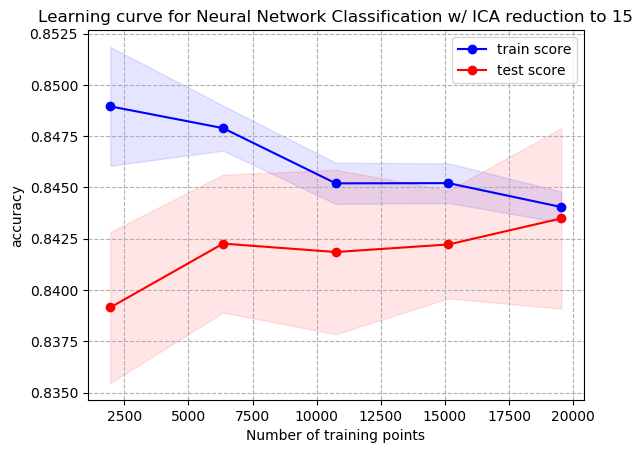 Learning curve for Neural Network Classification w/ ICA reduction to 15
0.8525
0.8500
0.8475
0.8450
0.8425
0.8400
0.8375
0.8350
accuracy
train score
test score
2500 5000 7500 10000 12500 15000 17500 20000
Number of training points